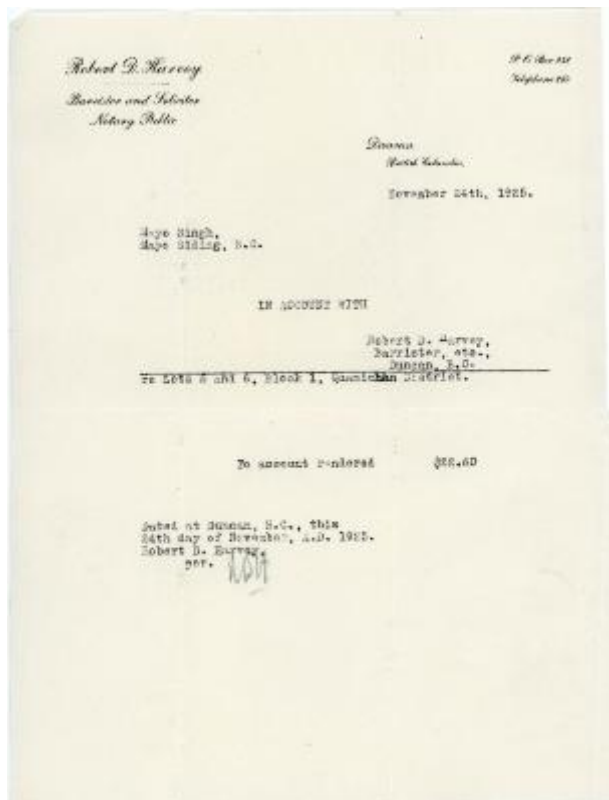 Robert D. Harvey
Barrister and Solicitor
Notary Public
P.O. Box
Telephone
Duncan
British Columbia,
November 24th, 1925.
Mayo Singh,
Mayo Siding, B.C.
IN ACCOUNT WITH
Robert D. Harvey,
Barrister, etc.,
Duncan, B.C.
re Lots 5 and 6, Block 1, Quamichan District.
To account rendered $22.60
Dated at Duncan, B.C., this
24th day of November, A.D. 1925.
Robert D. Harvey,
per.